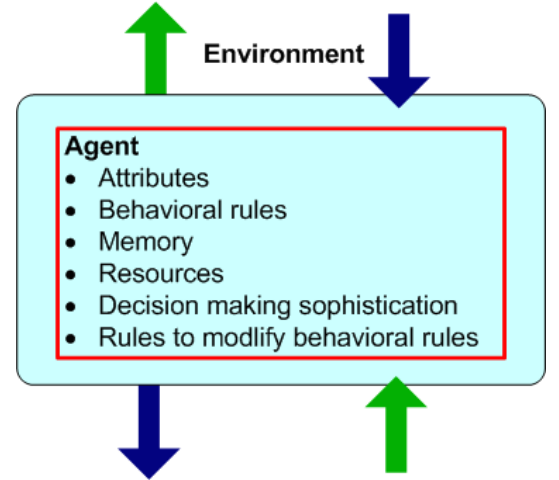 Environment
Agent
• Attributes
• Behavioral rules
• Memory
• Resources
• Decision making sophistication
• Rules to modlify behavioral rules